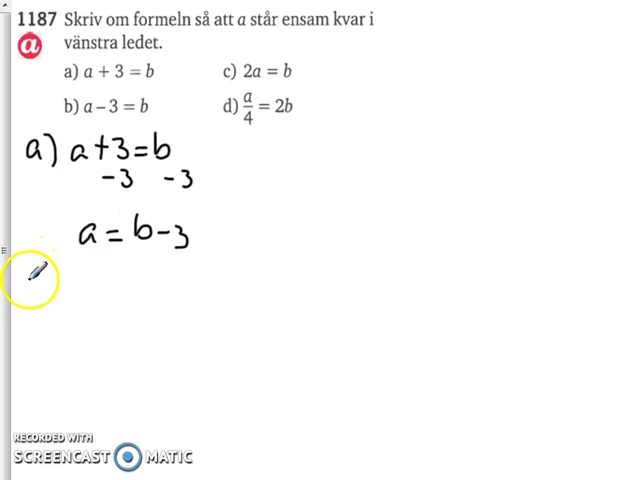 1187 Skriv om formeln så att a står ensam kvar i
a vänstra ledet.
a) a + 3 = b c) 2a = b
b) a – 3 = b d) a/4 = 2b
a) a+3=b
-3 -3
a = b-3
RECORDED WITH
SCREENCAST MATIC